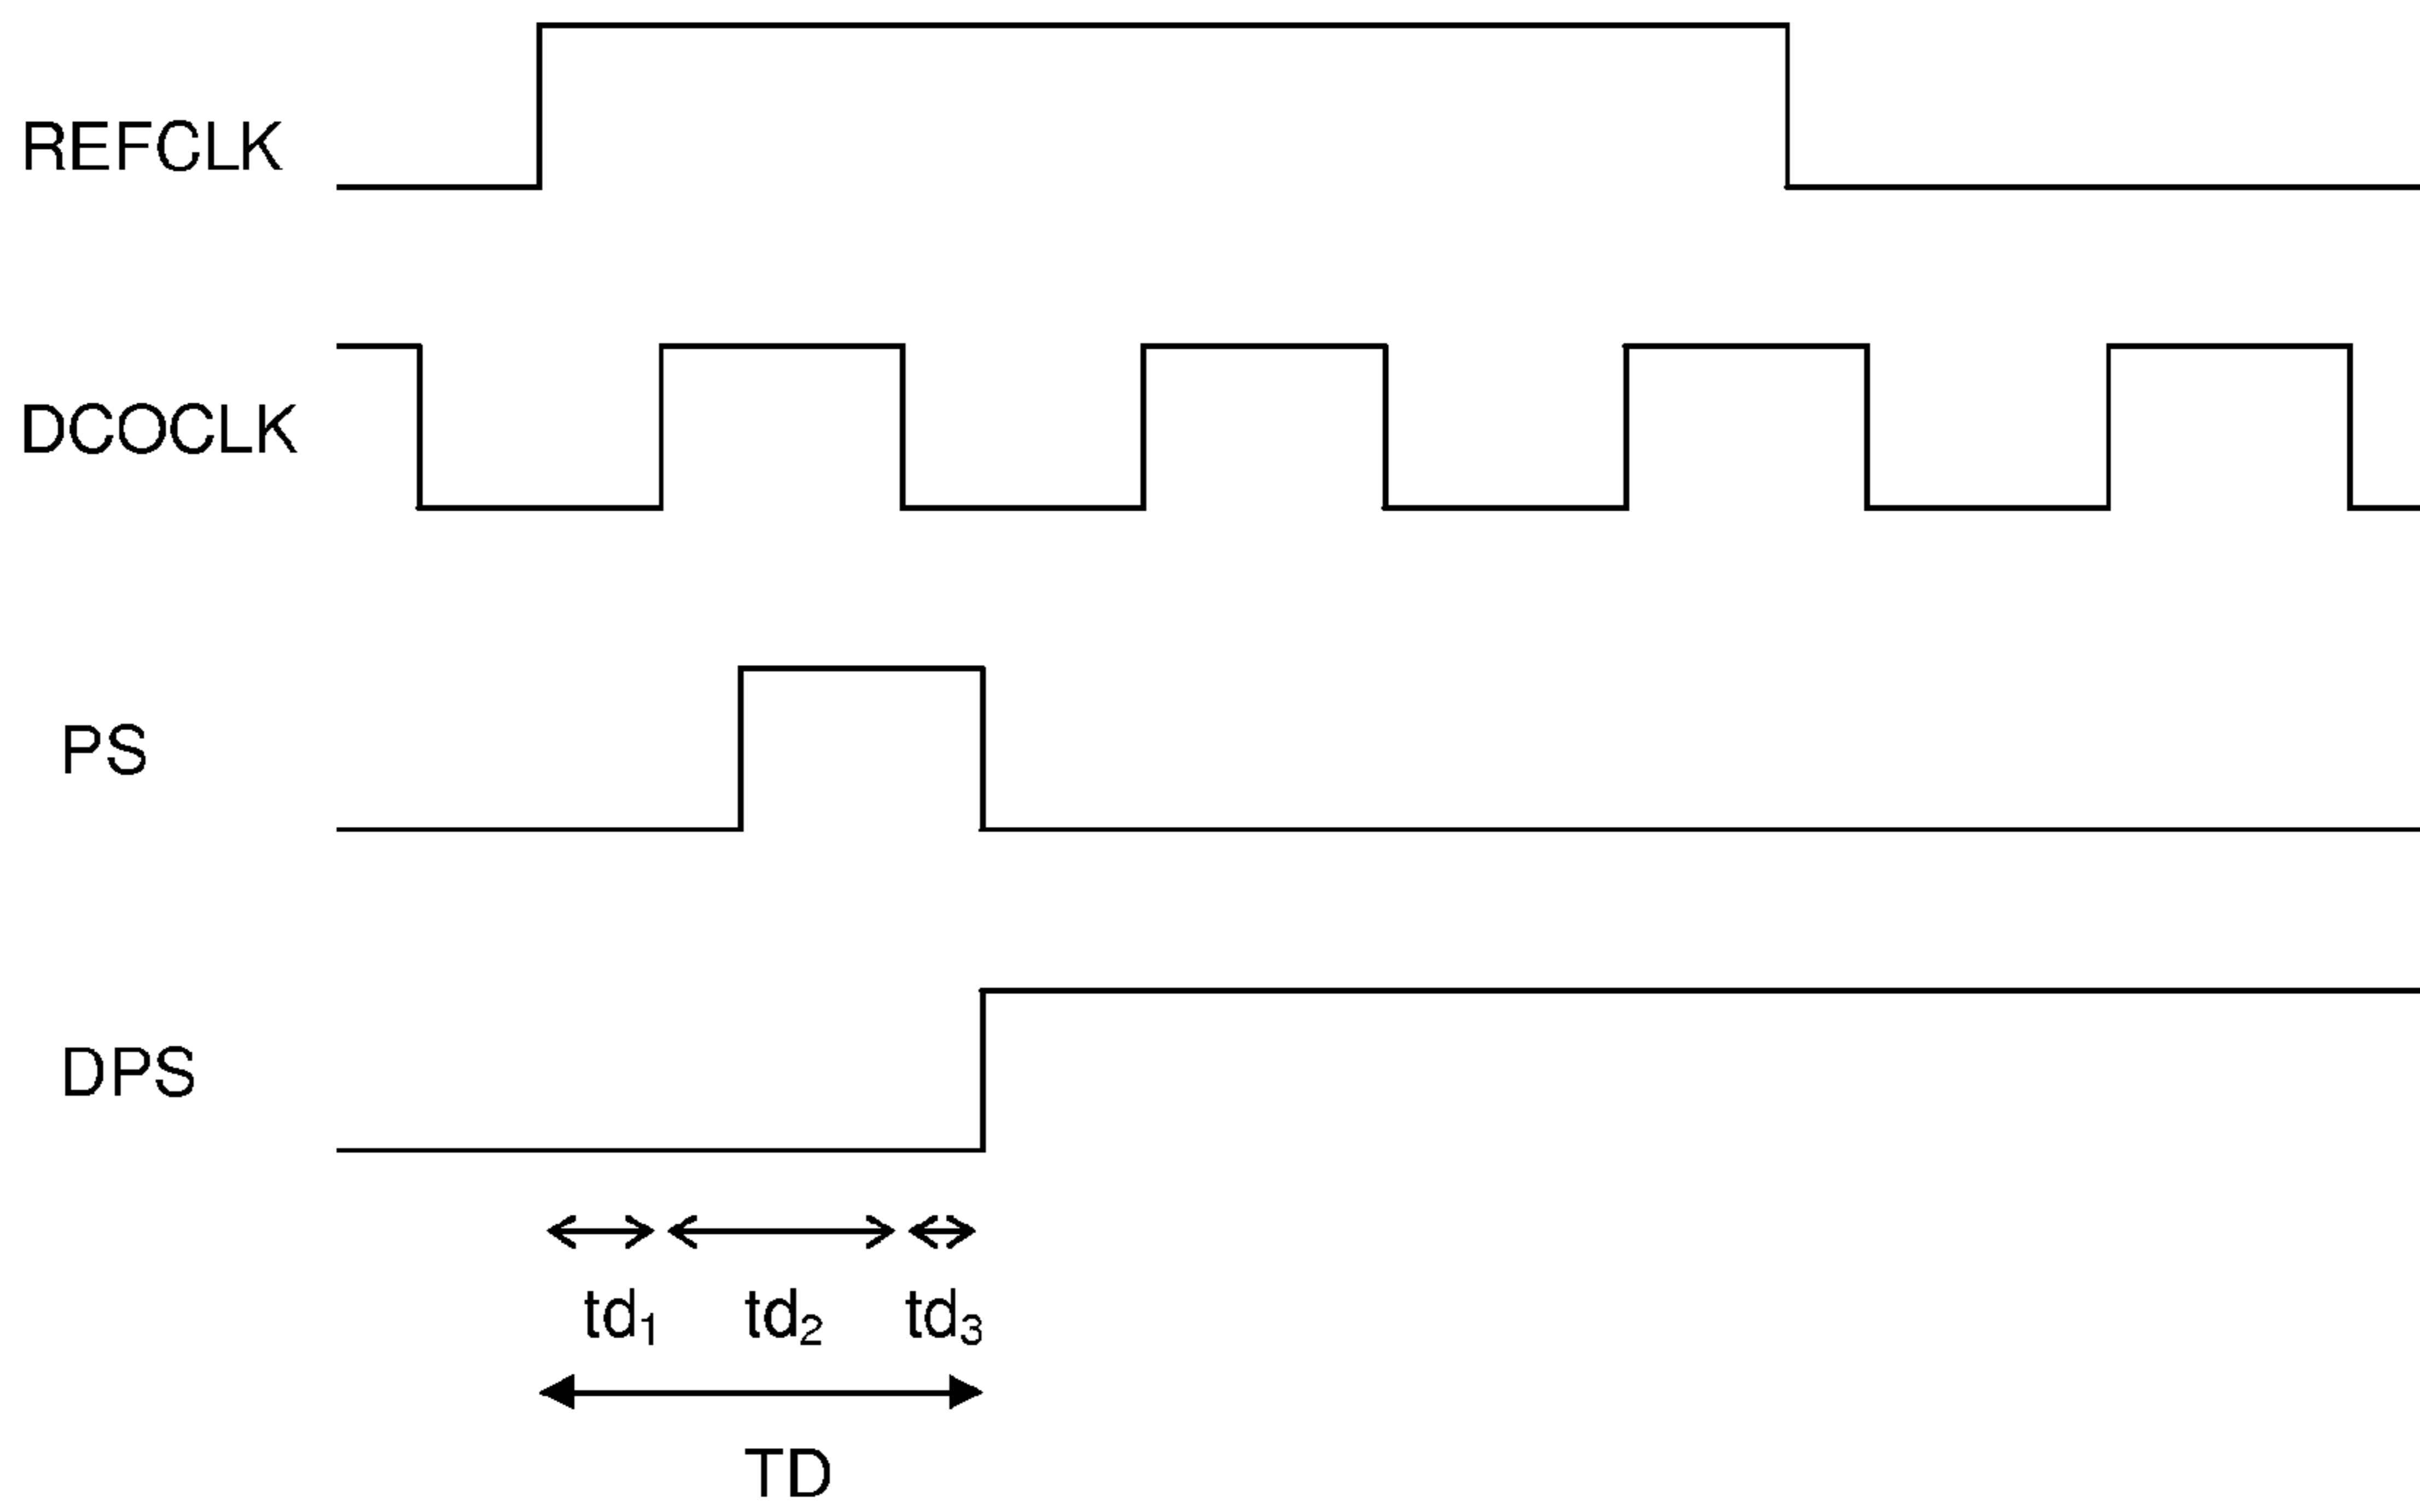 REFCLK
DCOCLK
PS
DPS
td₁ td₂ td₃
TD